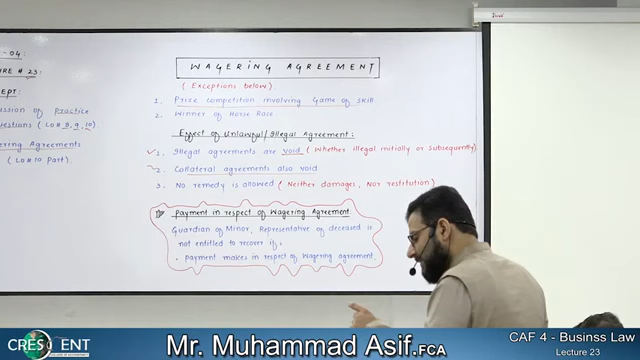 -04
RE # 23:
EPT:
ussion of Practice
uestions (LO# 8,9,10)
ering Agreements
(LO#10 Part).
WAGERING AGREEMENT
(Exceptions below).
1. Prize competition involving Game of skill
2. Winner of Horse Race.
Effect of Unlawful/Illegal Agreement:
1. Illegal agreements are void (Whether illegal initially or subsequently).
2. Collateral agreements also void
3. No remedy is allowed (Neither damages, Nor restitution)
Payment in respect of Wagering Agreement
Guardian of Minor, Representative of deceased is
not entitled to recover if;
. payment makes in respect of wagering agreement.
CRESCENT
Mr. Muhammad Asif.FCA
CAF 4 - Businss Law
Lecture 23